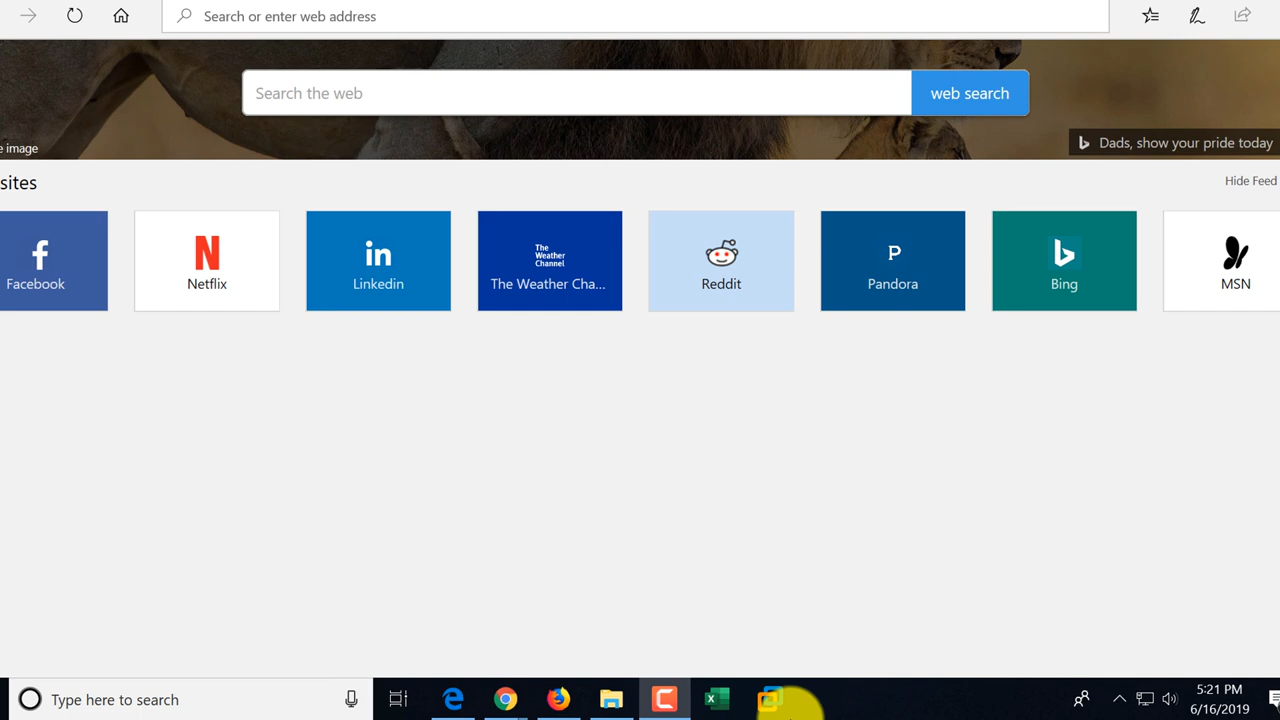 Search or enter web address
Search the web
web search
e image
Dads, show your pride today
sites
Hide Feed
Facebook
Netflix
in
Linkedin
The
Weather
Channel
The Weather Cha...
Reddit
P
Pandora
Bing
MSN
Type here to search
5:21 PM
6/16/2019